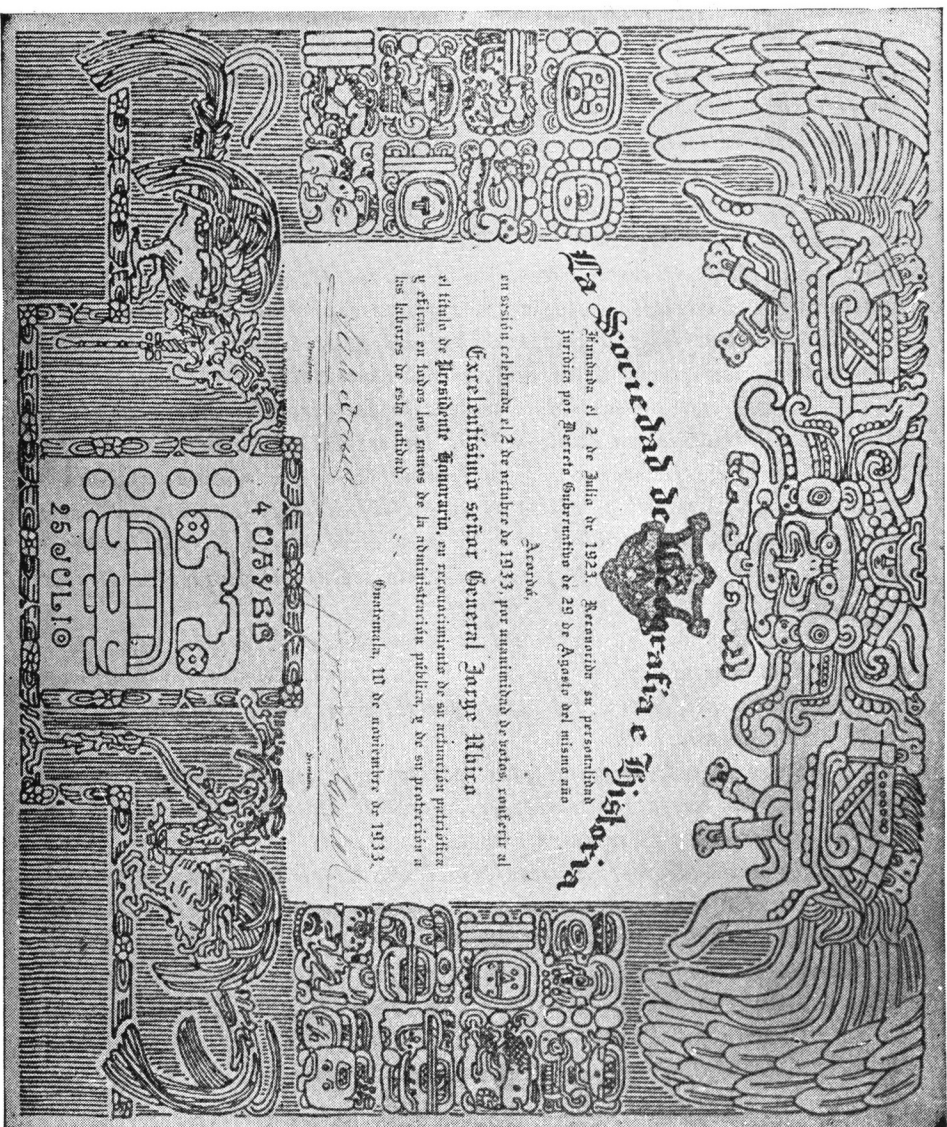 La Sociedad de Geografía e Historia
Fundada el 2 de Julio de 1923. Reconocida su personalidad
jurídica por Decreto Gubernativo de 29 de Agosto del mismo año
Acordó,
en sesión celebrada el 2 de octubre de 1933, por unanimidad de votos, conferir al
Excelentísimo señor General Jorge Ubico
el título de Presidente Honorario, en reconocimiento de su actuación patriótica
y eficaz en todos los ramos de la administración pública, y de su protección a
las labores de esta entidad.
Guatemala, 10 de noviembre de 1933.
4 UAYEB
25 JULIO